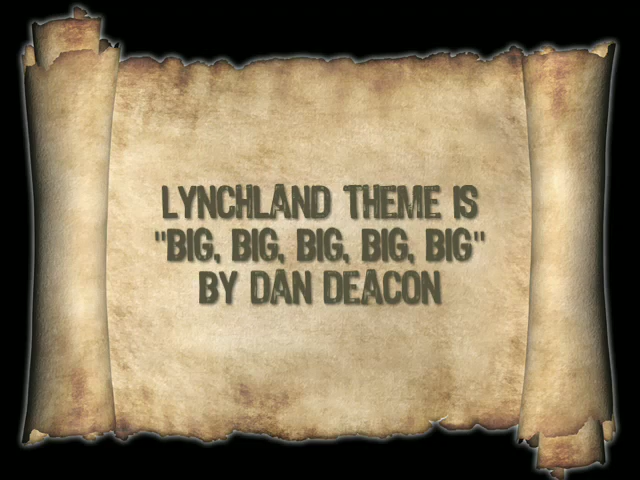 LYNCHLAND THEME IS
"BIG, BIG, BIG, BIG, BIG"
BY DAN DEACON